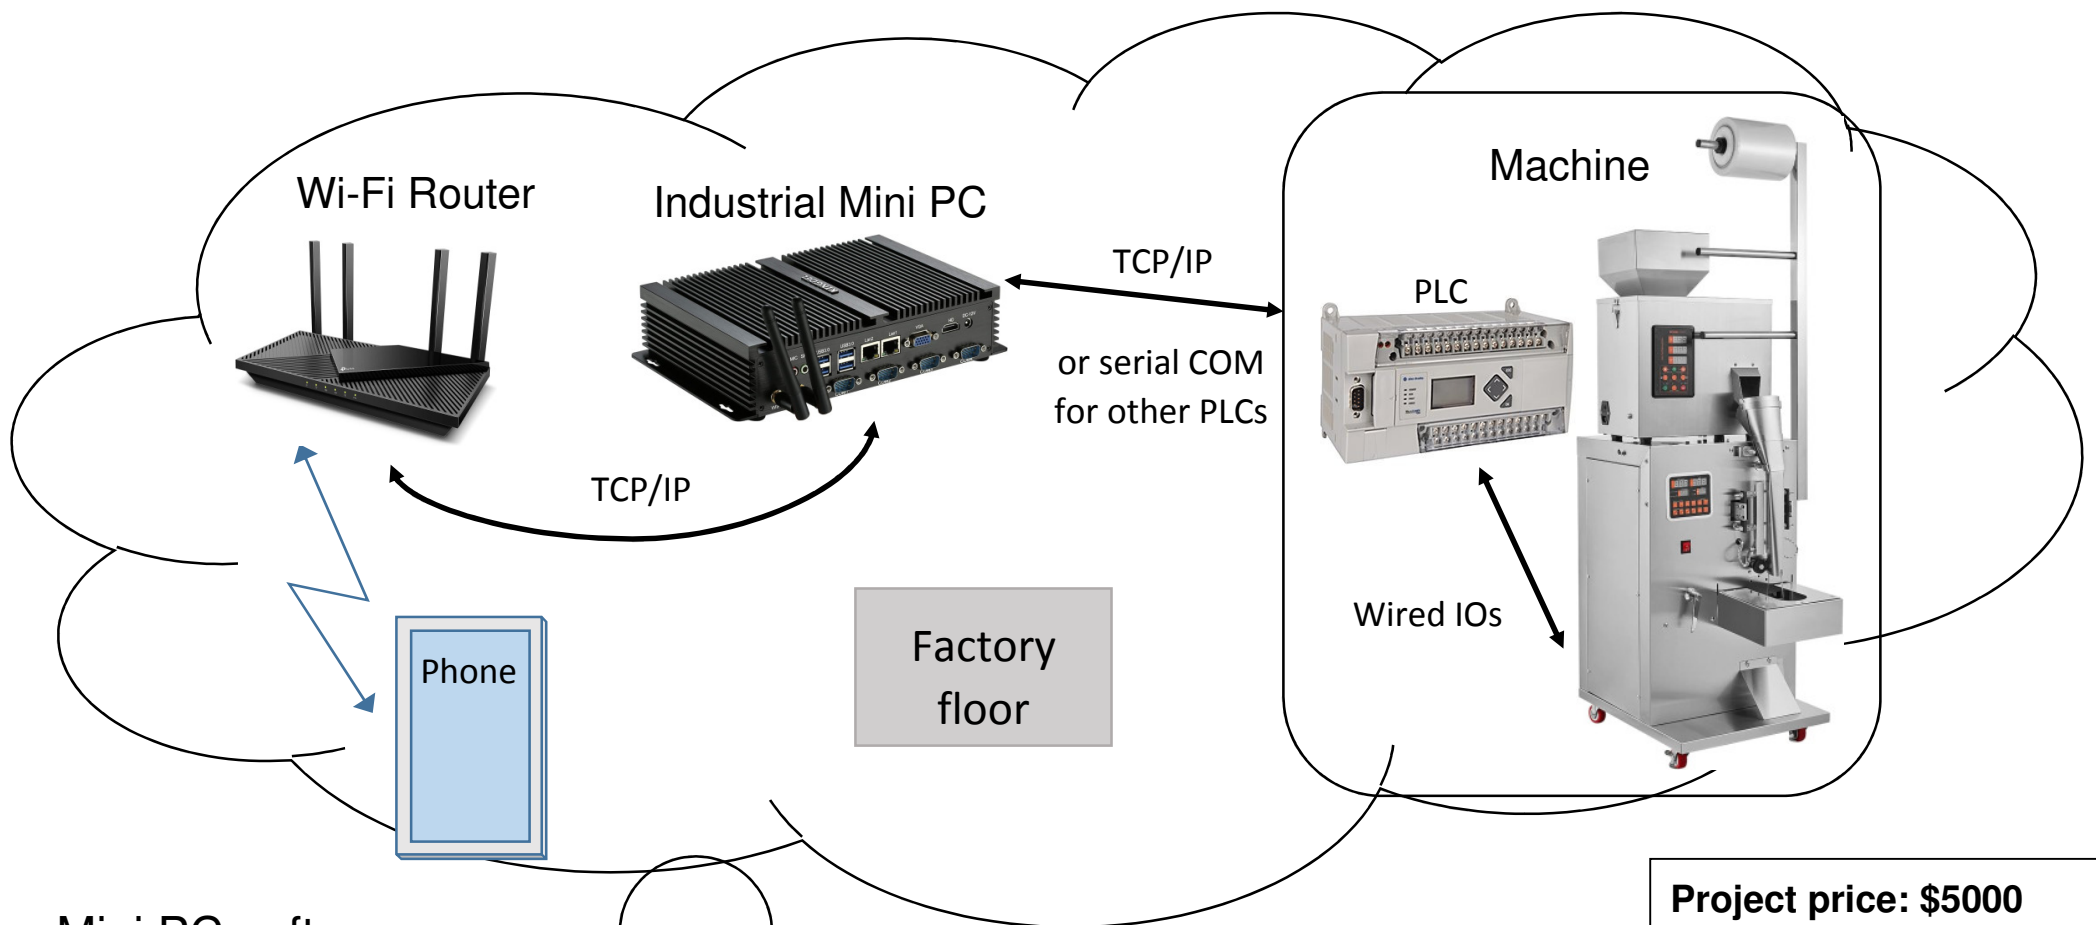 Wi-Fi Router
Industrial Mini PC
Machine
TCP/IP
PLC
or serial COM
for other PLCs
TCP/IP
Wired IOs
Factory
floor
Phone
Project price: $5000